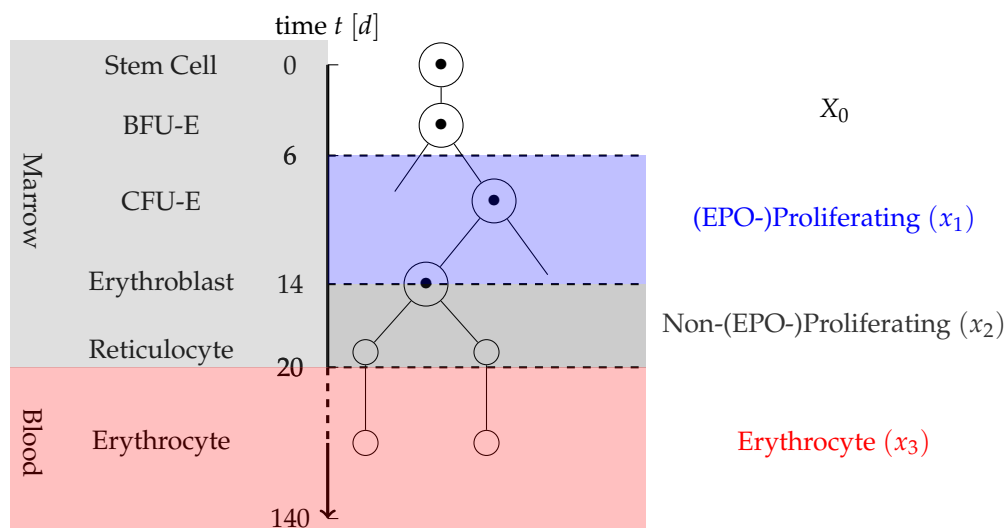 time t [d]
Stem Cell
0
BFU-E
X₀
6
Marrow
CFU-E
(EPO-)Proliferating (x₁)
Erythroblast
14
Non-(EPO-)Proliferating (x₂)
Reticulocyte
20
Blood
Erythrocyte
Erythrocyte (x₃)
140